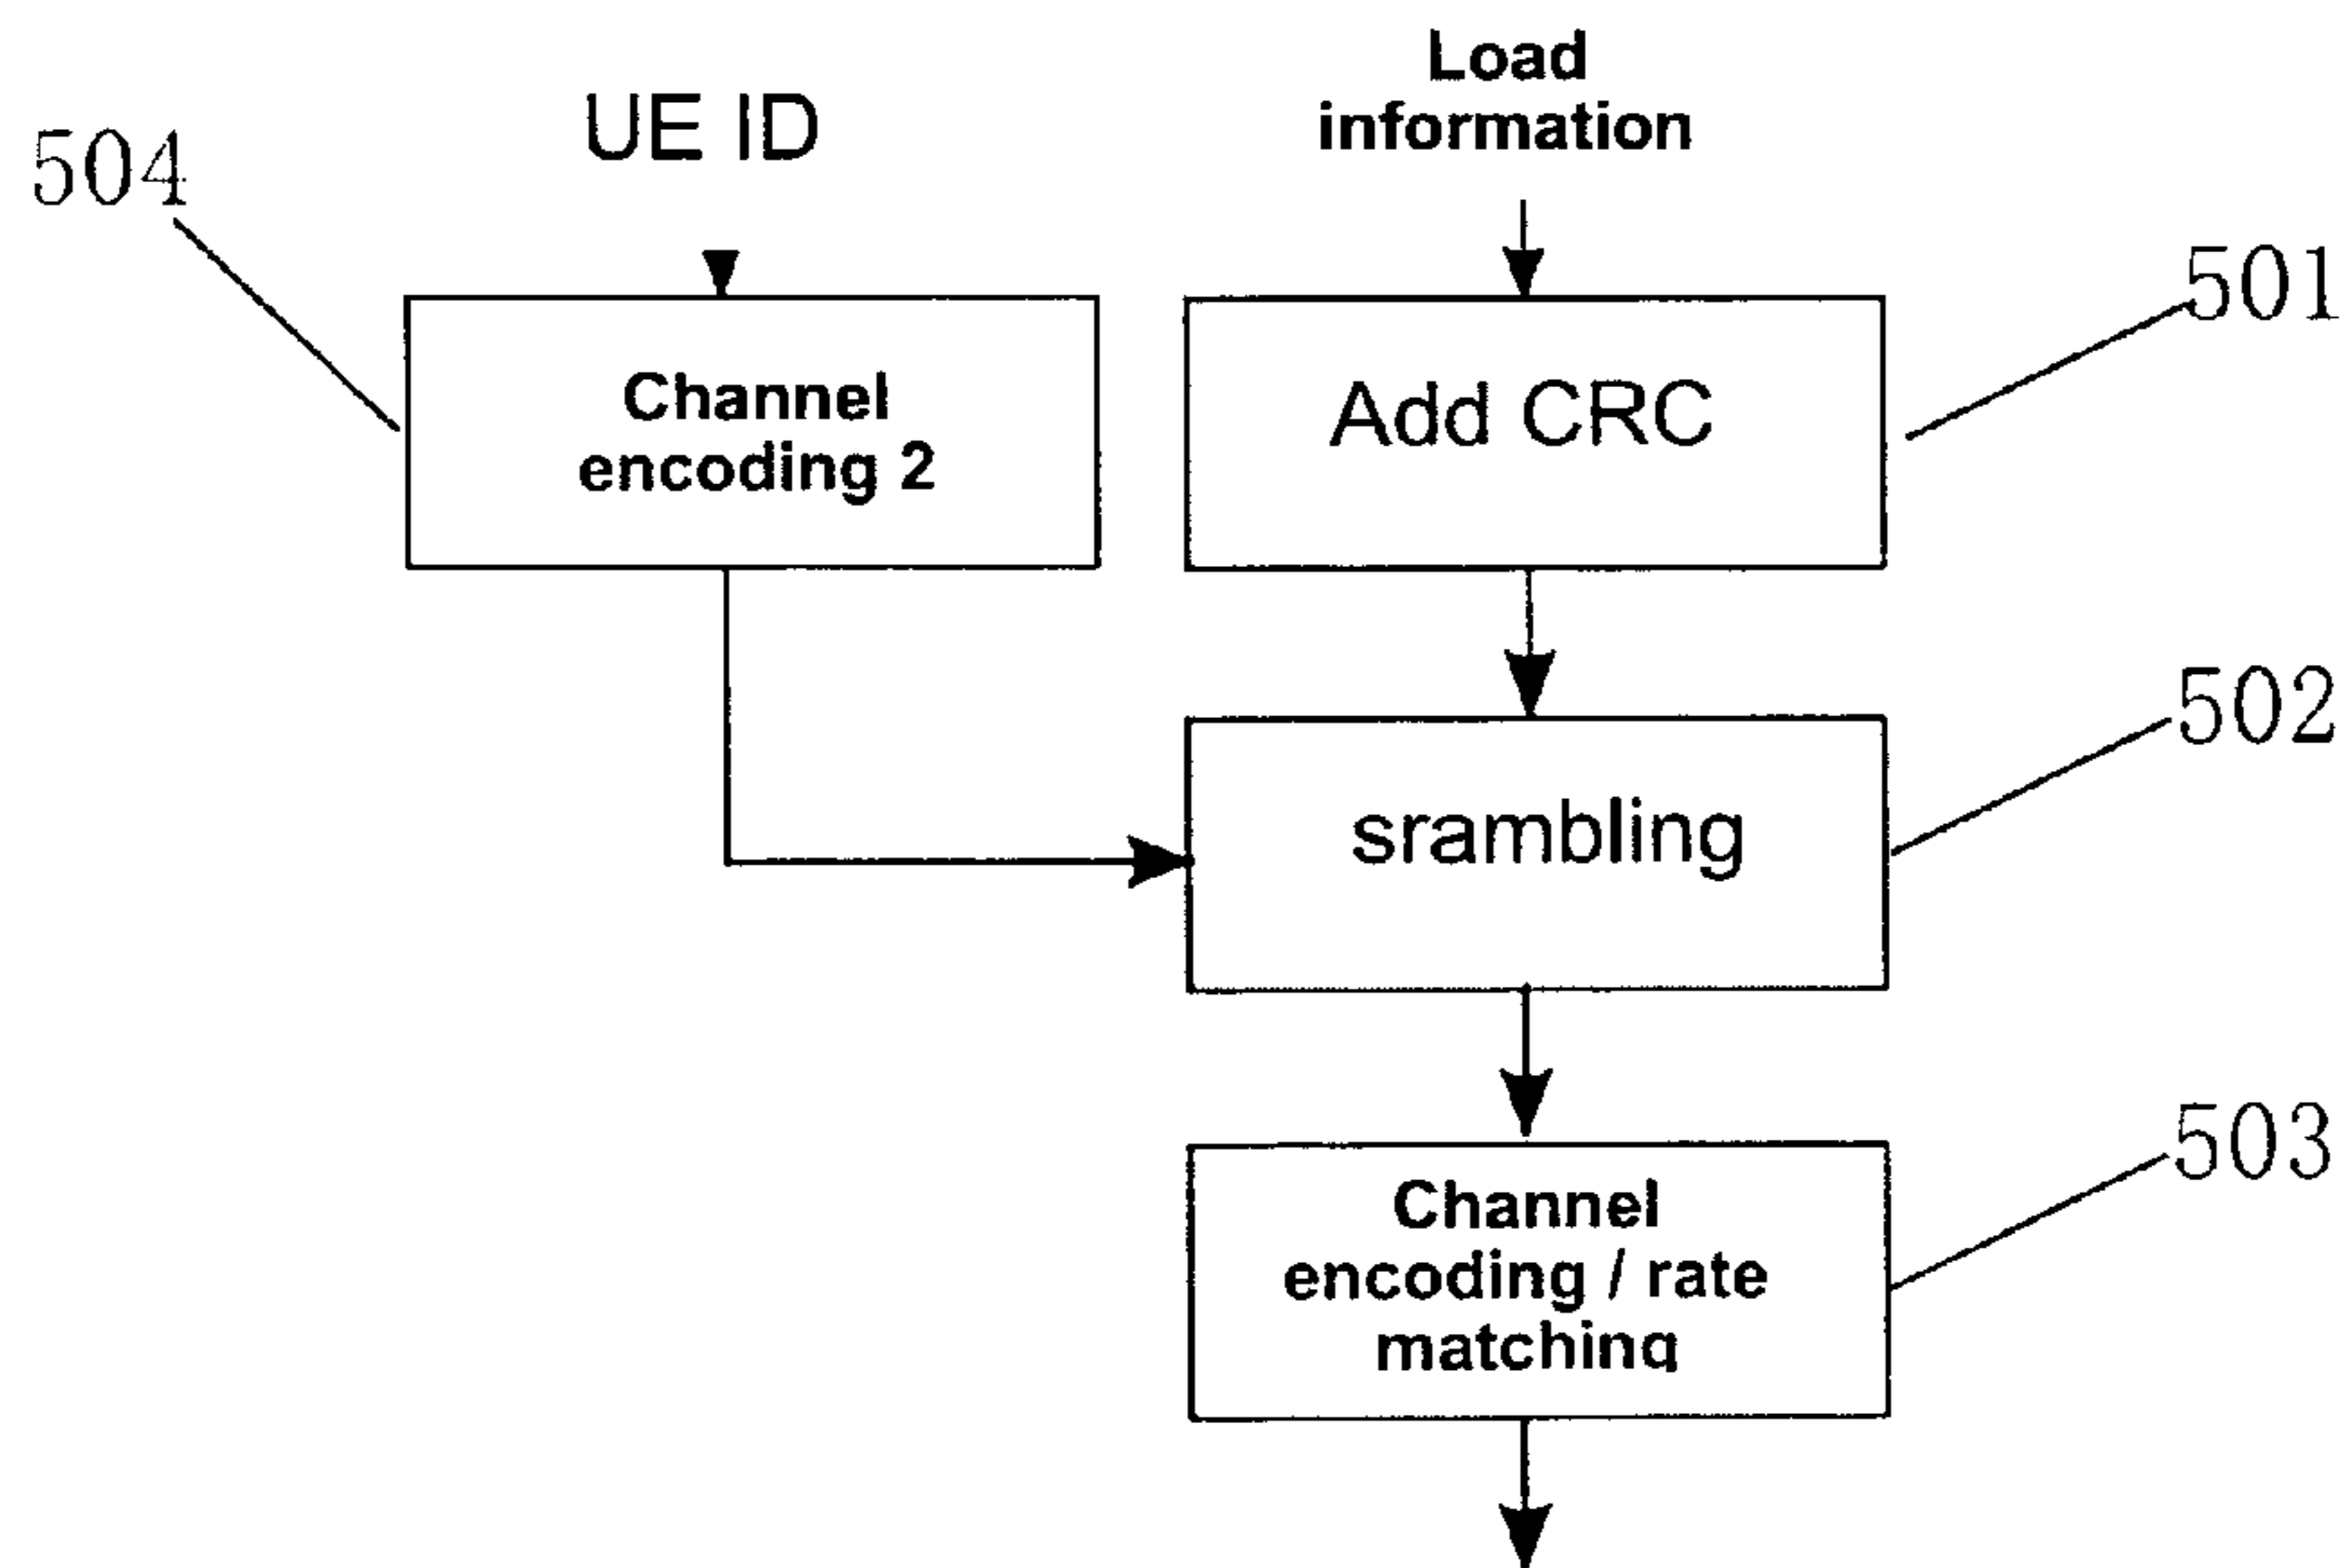 Load
information
UE ID
504
501
Channel
encoding 2
Add CRC
502
srambling
503
Channel
encoding / rate
matching